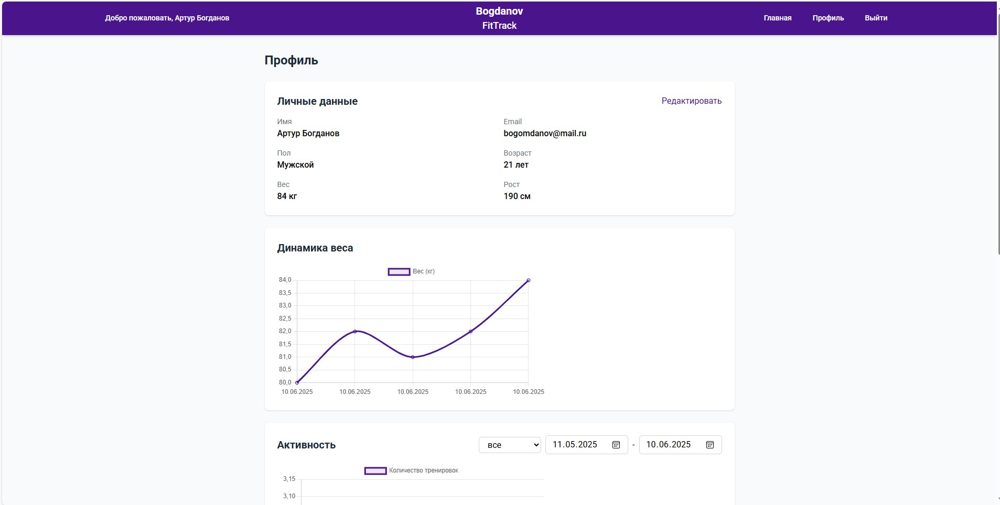 Добро пожаловать, Артур Богданов
Bogdanov
FitTrack
Главная
Профиль
Выйти
Профиль
Личные данные
Редактировать
Имя
Артур Богданов
Email
bogomdanov@mail.ru
Пол
Мужской
Возраст
21 лет
Вес
84 кг
Рост
190 см
Динамика веса
Вес (кг)
84,0
83,5
83,0
82,5
82,0
81,5
81,0
80,5
80,0
10.06.2025 10.06.2025 10.06.2025 10.06.2025 10.06.2025
Активность
все
11.05.2025 - 10.06.2025
Количество тренировок
3,15
3,10